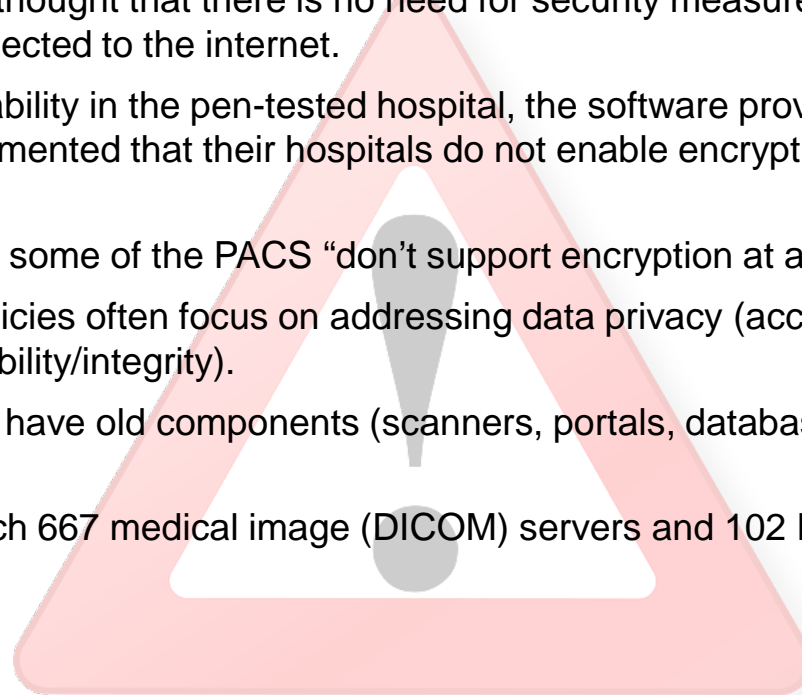 thought that there is no need for security measure
ected to the internet.
ability in the pen-tested hospital, the software prov
mented that their hospitals do not enable encrypt
some of the PACS “don’t support encryption at a
icies often focus on addressing data privacy (acc
bility/integrity).
have old components (scanners, portals, databas
ch 667 medical image (DICOM) servers and 102